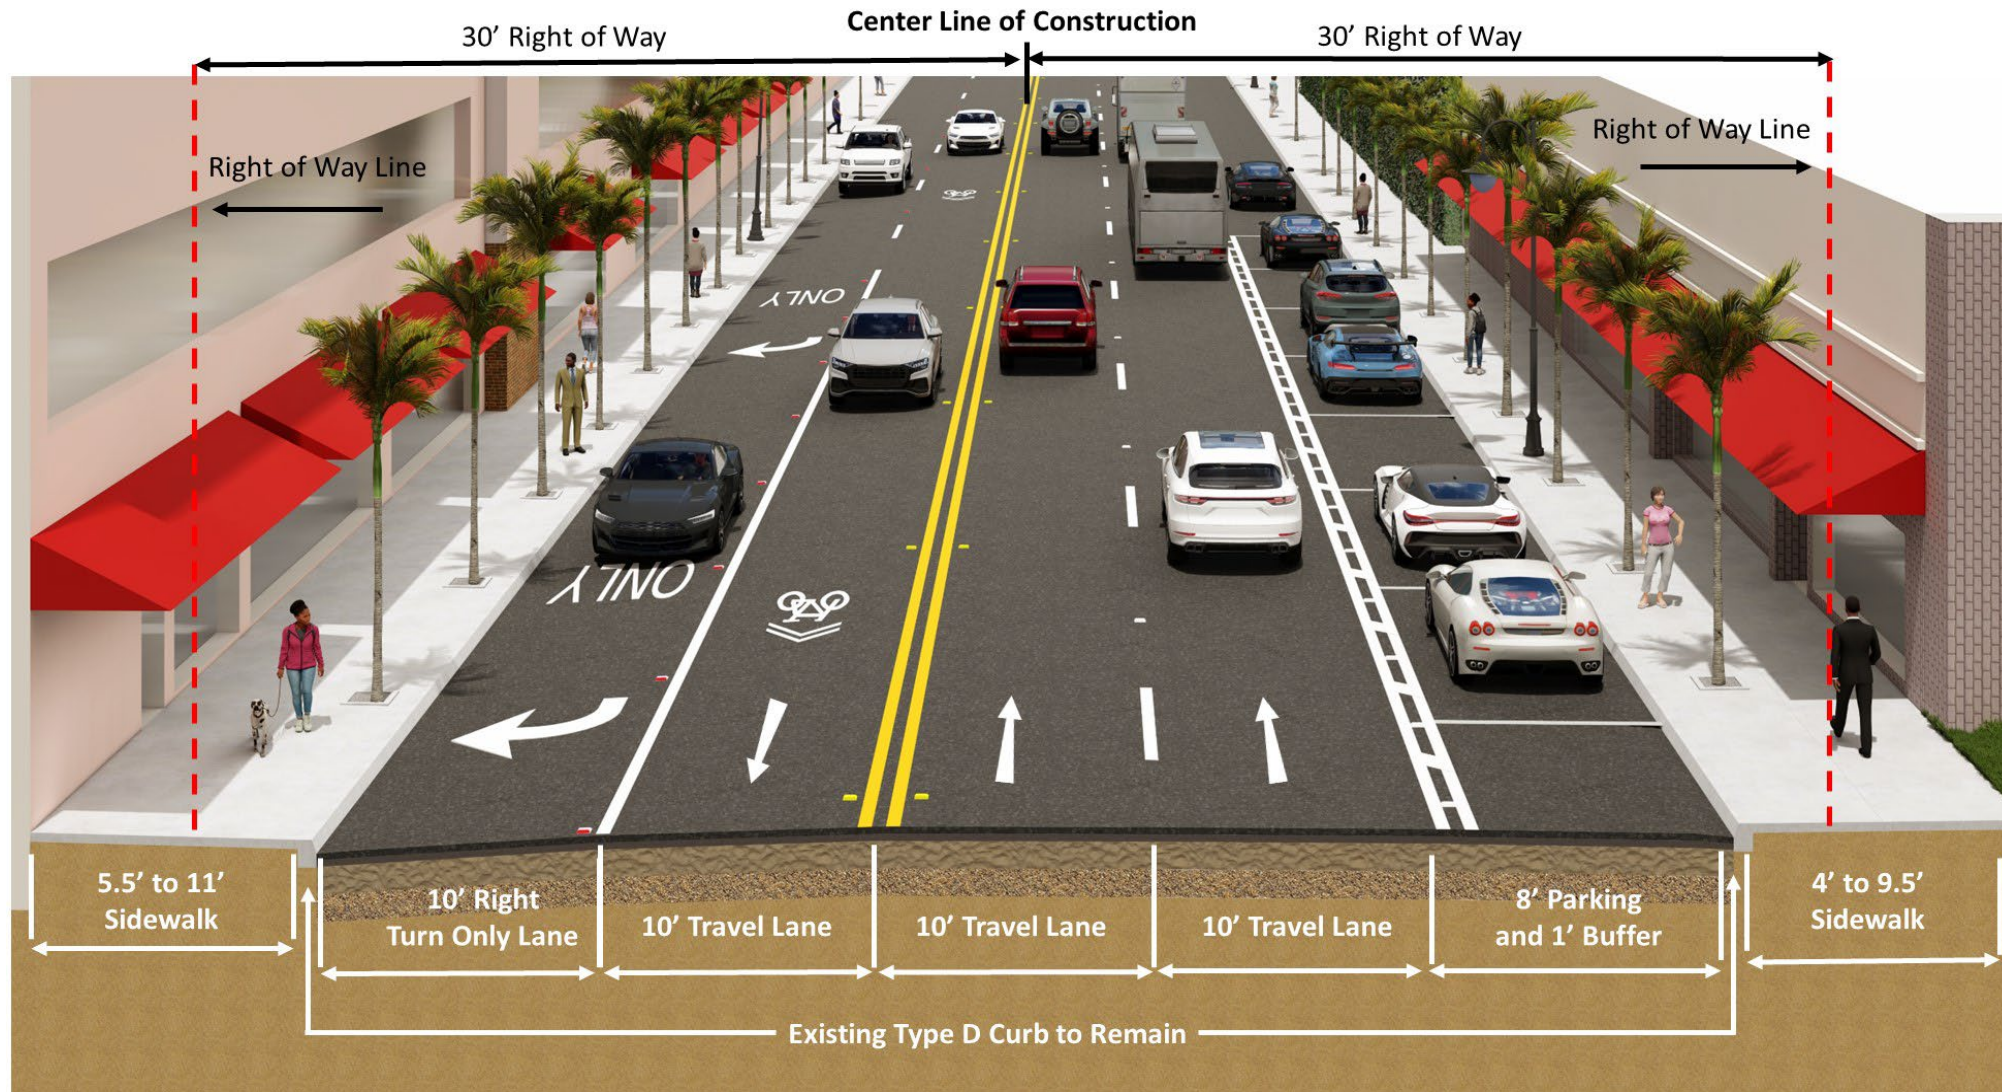 Center Line of Construction
30’ Right of Way
30’ Right of Way
Right of Way Line
Right of Way Line
ONLY
ONLY
5.5’ to 11’
Sidewalk
10’ Right
Turn Only Lane
10’ Travel Lane
10’ Travel Lane
10’ Travel Lane
8’ Parking
and 1’ Buffer
4’ to 9.5’
Sidewalk
Existing Type D Curb to Remain